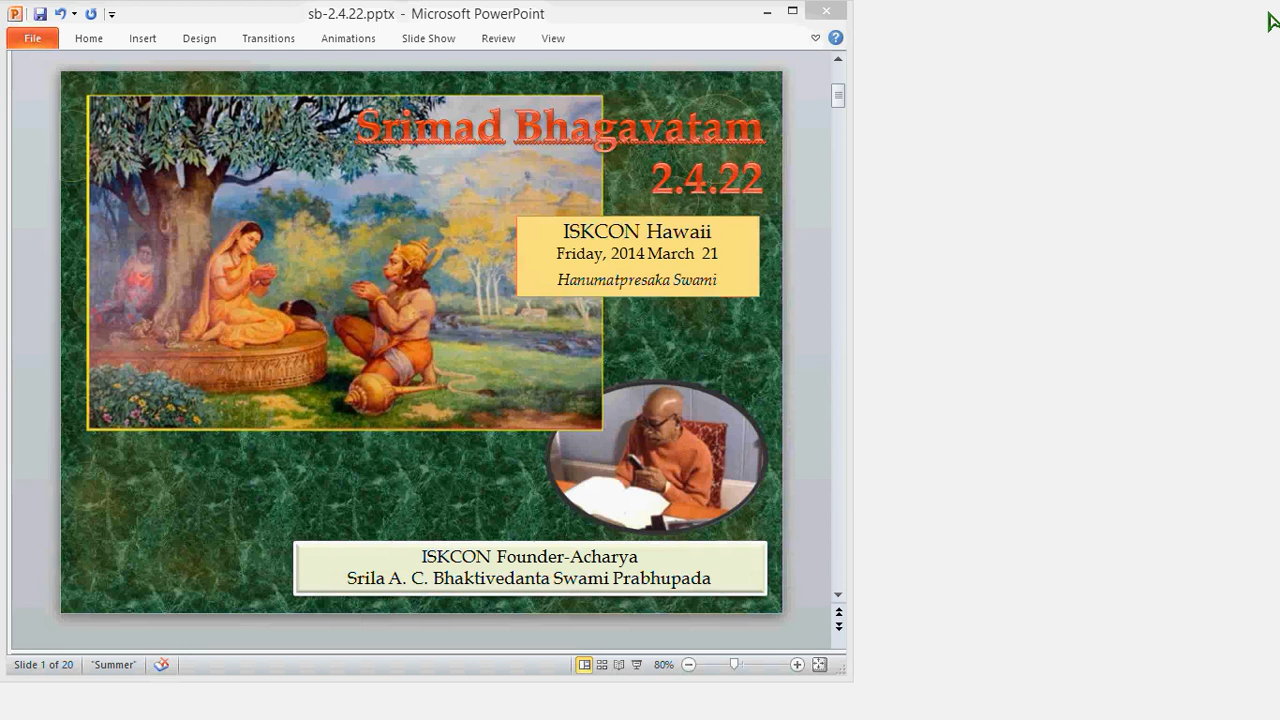 sb-2.4.22.pptx - Microsoft PowerPoint
File Home Insert Design Transitions Animations Slide Show Review View
Srimad Bhagavatam
2.4.22
ISKCON Hawaii
Friday, 2014 March 21
Hanumatpresaka Swami
ISKCON Founder-Acharya
Srila A. C. Bhaktivedanta Swami Prabhupada
Slide 1 of 20 "Summer" 80%